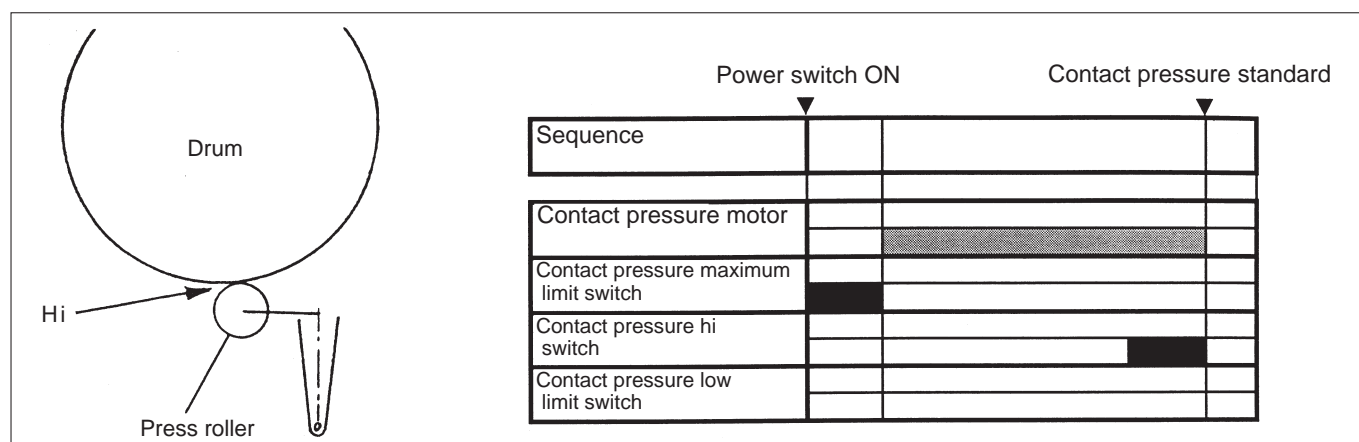 Drum
Hi
Press roller
Power switch ON
Contact pressure standard
Sequence
Contact pressure motor
Contact pressure maximum
limit switch
Contact pressure hi
switch
Contact pressure low
limit switch